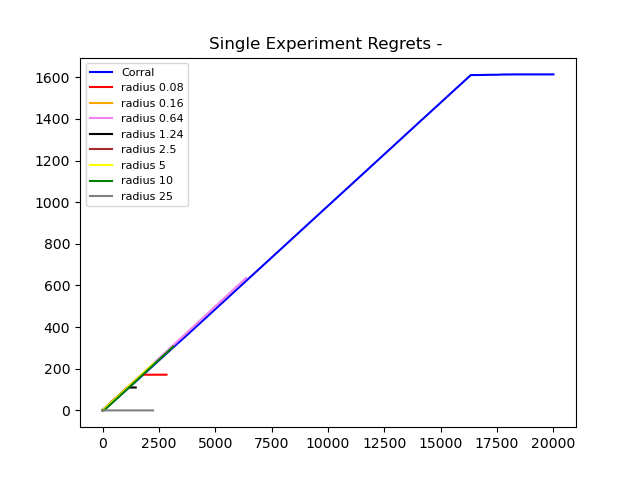 Single Experiment Regrets -
Corral
radius 0.08
radius 0.16
radius 0.64
radius 1.24
radius 2.5
radius 5
radius 10
radius 25
1600
1400
1200
1000
800
600
400
200
0
0 2500 5000 7500 10000 12500 15000 17500 20000